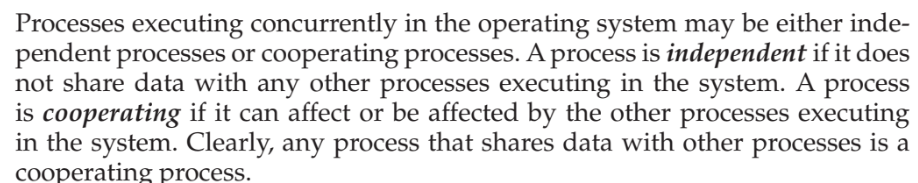 Processes executing concurrently in the operating system may be either inde-
pendent processes or cooperating processes. A process is independent if it does
not share data with any other processes executing in the system. A process
is cooperating if it can affect or be affected by the other processes executing
in the system. Clearly, any process that shares data with other processes is a
cooperating process.